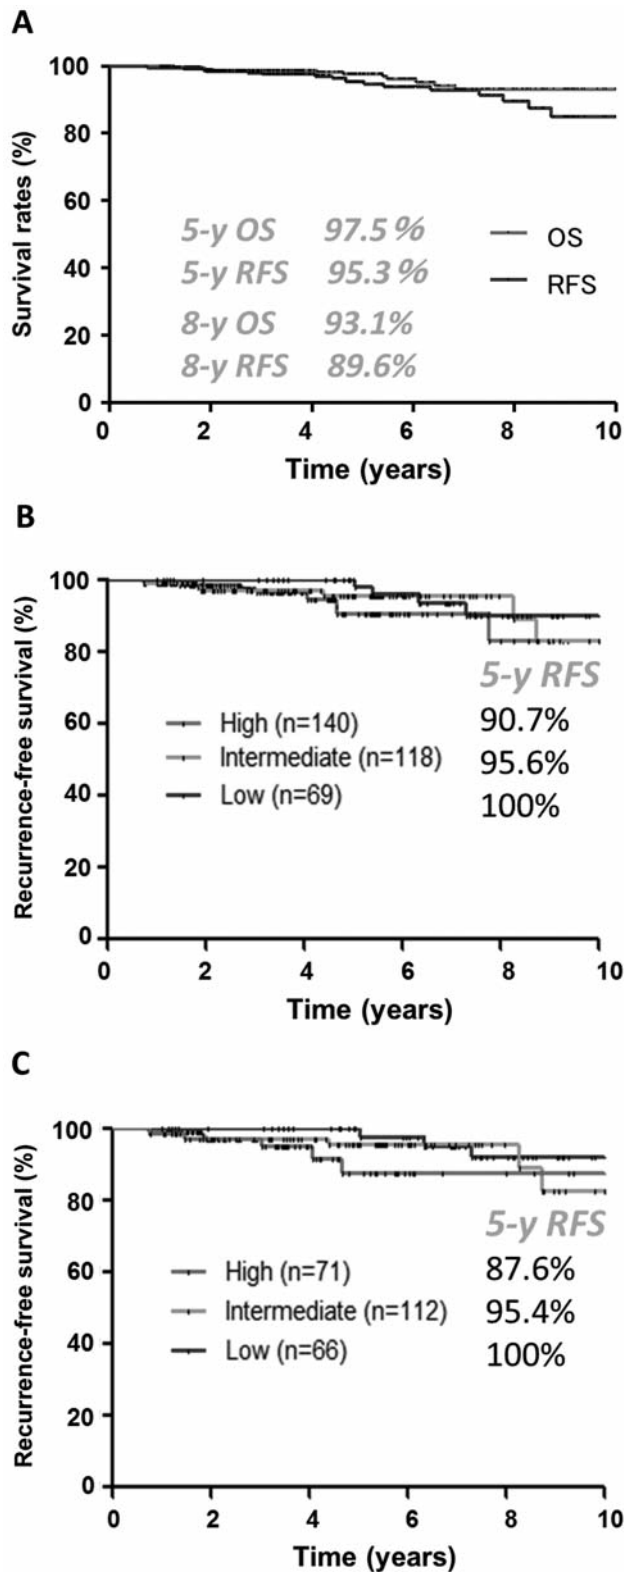 A
Survival rates (%)
100
80
60
40
20
0
5-y OS 97.5%
5-y RFS 95.3%
8-y OS 93.1%
8-y RFS 89.6%
OS
RFS
0 2 4 6 8 10
Time (years)
B
Recurrence-free survival (%)
100
80
60
40
20
0
5-y RFS
High (n=140) 90.7%
Intermediate (n=118) 95.6%
Low (n=69) 100%
0 2 4 6 8 10
Time (years)
C
Recurrence-free survival (%)
100
80
60
40
20
0
5-y RFS
High (n=71) 87.6%
Intermediate (n=112) 95.4%
Low (n=66) 100%
0 2 4 6 8 10
Time (years)